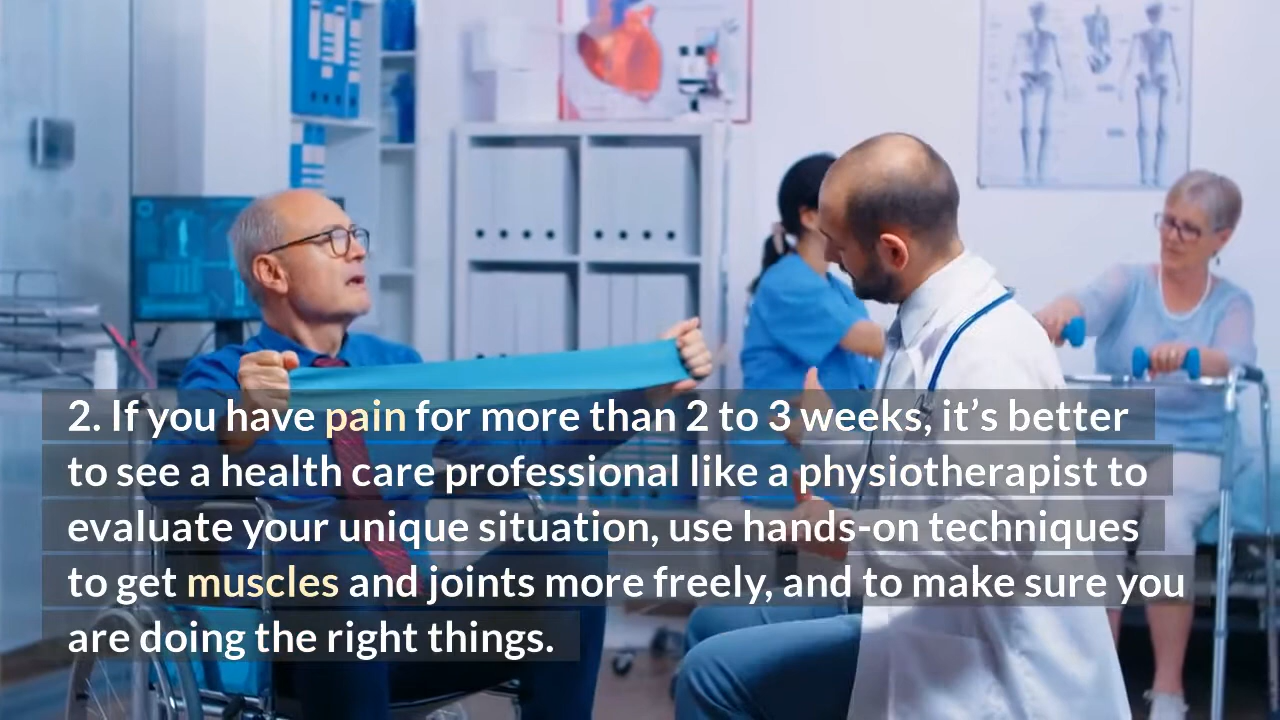 2. If you have pain for more than 2 to 3 weeks, it’s better
to see a health care professional like a physiotherapist to
evaluate your unique situation, use hands-on techniques
to get muscles and joints more freely, and to make sure you
are doing the right things.